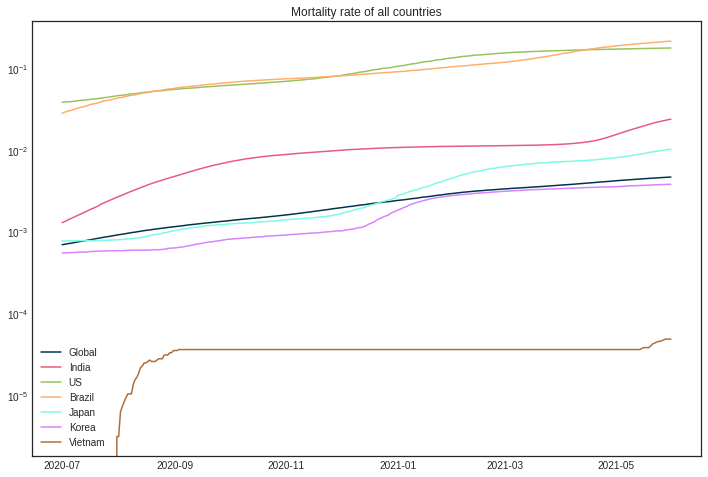 Mortality rate of all countries
10⁻¹
10⁻²
10⁻³
10⁻⁴
10⁻⁵
Global
India
US
Brazil
Japan
Korea
Vietnam
2020-07 2020-09 2020-11 2021-01 2021-03 2021-05